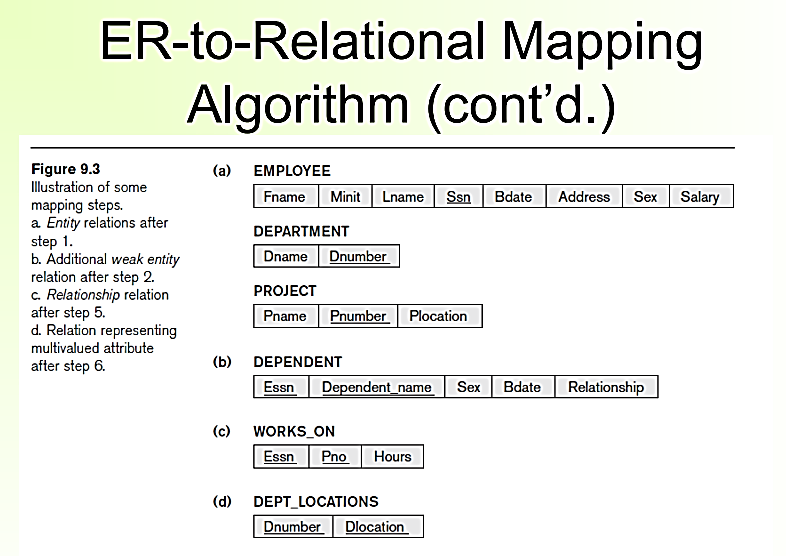 ER-to-Relational Mapping
Algorithm (cont’d.)
Figure 9.3
Illustration of some
mapping steps.
a. Entity relations after
step 1.
b. Additional weak entity
relation after step 2.
c. Relationship relation
after step 5.
d. Relation representing
multivalued attribute
after step 6.
(a) EMPLOYEE
Fname Minit Lname Ssn Bdate Address Sex Salary
DEPARTMENT
Dname Dnumber
PROJECT
Pname Pnumber Plocation
(b) DEPENDENT
Essn Dependent_name Sex Bdate Relationship
(c) WORKS_ON
Essn Pno Hours
(d) DEPT_LOCATIONS
Dnumber Dlocation